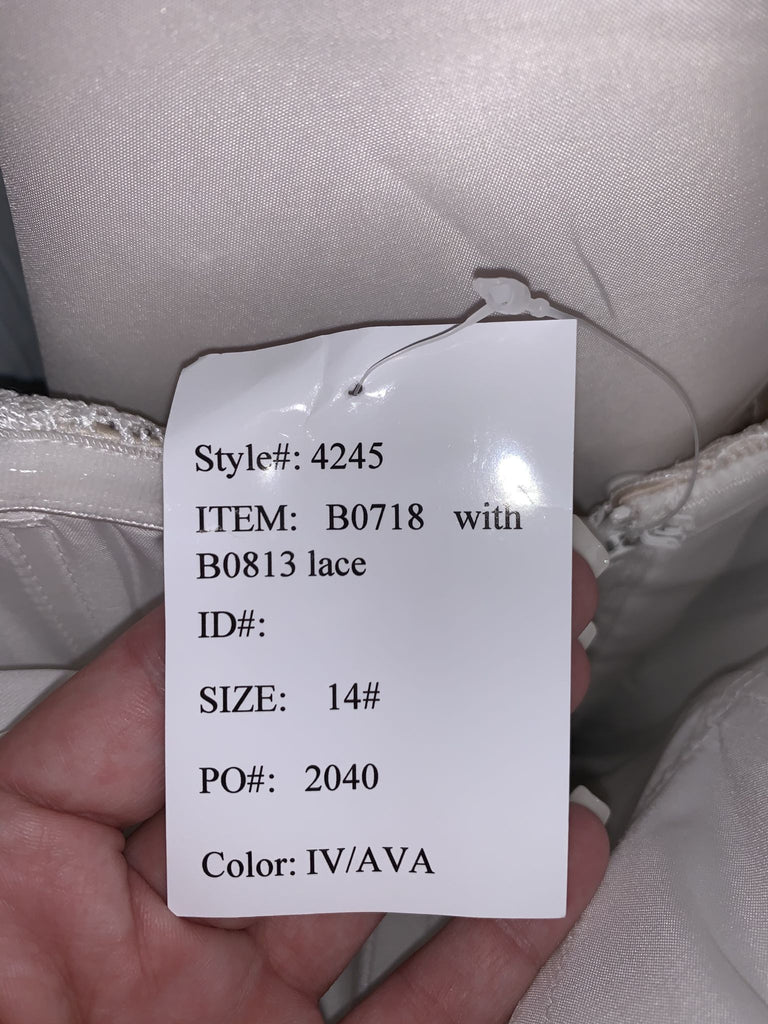 Style#: 4245
ITEM: B0718 with
B0813 lace
ID#:
SIZE: 14#
PO#: 2040
Color: IV/AVA